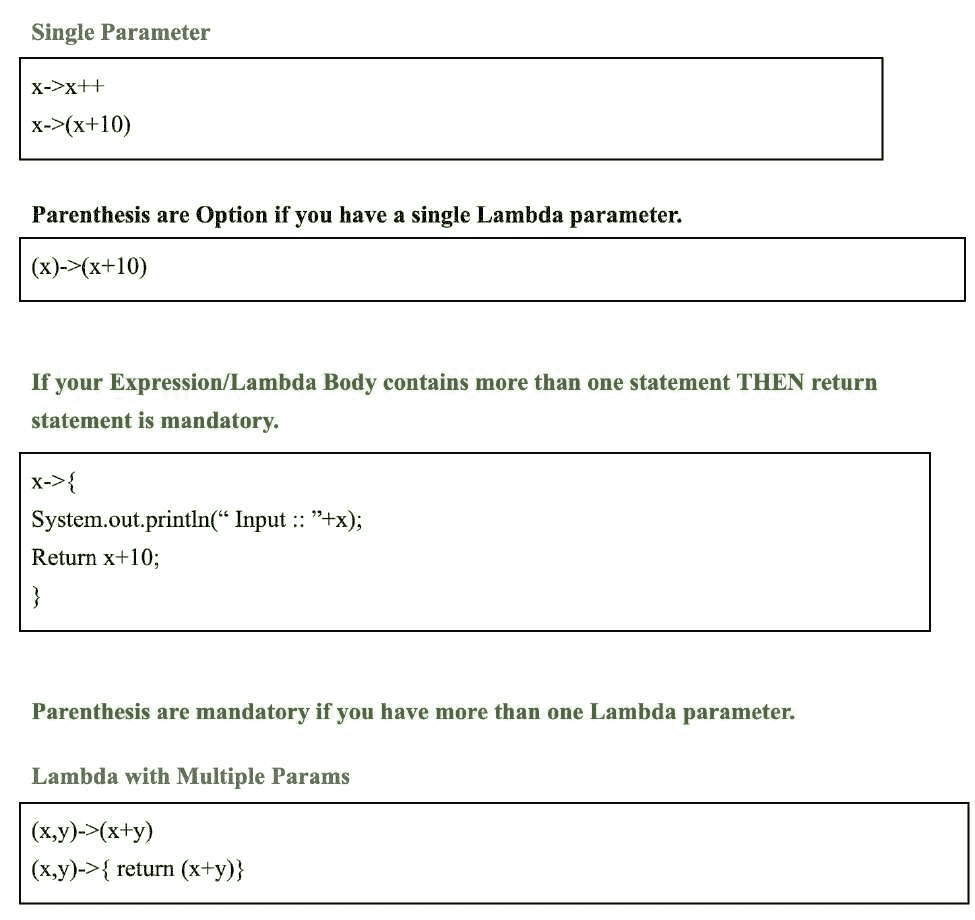 Single Parameter
x->x++
x->(x+10)
Parenthesis are Option if you have a single Lambda parameter.
(x)->(x+10)
If your Expression/Lambda Body contains more than one statement THEN return
statement is mandatory.
x->{
System.out.println(“ Input :: ”+x);
Return x+10;
}
Parenthesis are mandatory if you have more than one Lambda parameter.
Lambda with Multiple Params
(x,y)->(x+y)
(x,y)->{ return (x+y)}